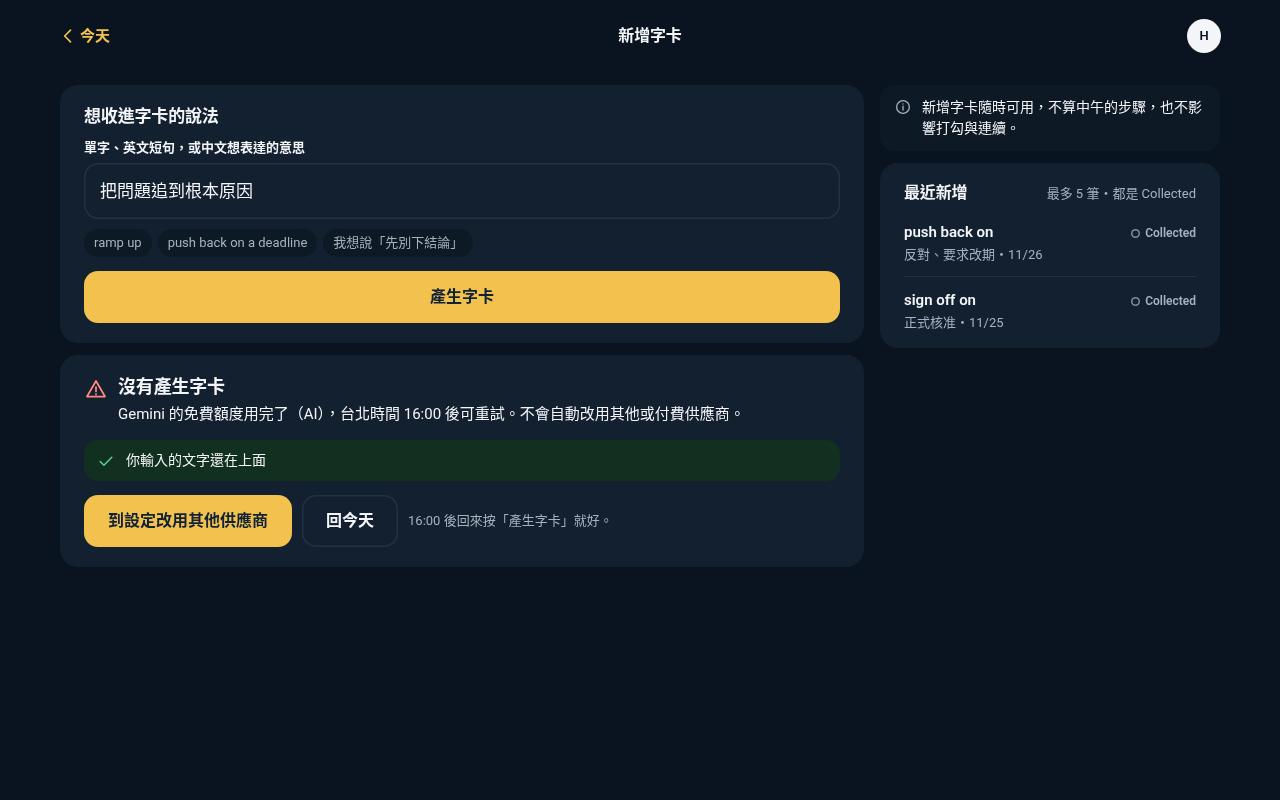 今天
新增字卡
H
想收進字卡的說法
單字、英文短句，或中文想表達的意思
把問題追到根本原因
ramp up
push back on a deadline
我想說「先別下結論」
產生字卡
沒有產生字卡
Gemini 的免費額度用完了（AI），台北時間 16:00 後可重試。不會自動改用其他或付費供應商。
你輸入的文字還在上面
到設定改用其他供應商
回今天
16:00 後回來按「產生字卡」就好。
新增字卡隨時可用，不算中午的步驟，也不影
響打勾與連續。
最近新增
最多 5 筆・都是 Collected
push back on
Collected
反對、要求改期・11/26
sign off on
Collected
正式核准・11/25